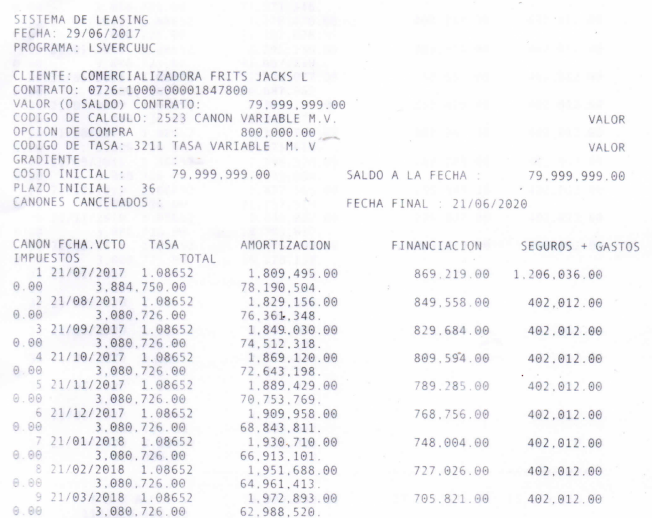 SISTEMA DE LEASING
FECHA: 29/06/2017
PROGRAMA: LSVERCUUC
CLIENTE: COMERCIALIZADORA FRITS JACKS L
CONTRATO: 0726-1000-00001847800
VALOR (O SALDO) CONTRATO: 79,999,999.00
CODIGO DE CALCULO: 2523 CANON VARIABLE M.V. VALOR
OPCION DE COMPRA : 800,000.00
CODIGO DE TASA: 3211 TASA VARIABLE M. V VALOR
GRADIENTE :
COSTO INICIAL : 79,999,999.00 SALDO A LA FECHA : 79,999,999.00
PLAZO INICIAL : 36
CANONES CANCELADOS : FECHA FINAL : 21/06/2020
CANON FCHA.VCTO TASA AMORTIZACION FINANCIACION SEGUROS + GASTOS
IMPUESTOS TOTAL
1 21/07/2017 1.08652 1,809,495.00 869.219.00 1,206,036.00
0.00 3,884,750.00 78,190,504.
2 21/08/2017 1.08652 1,829,156.00 849,558.00 402,012.00
0.00 3,080,726.00 76,361,348.
3 21/09/2017 1.08652 1,849,030.00 829,684.00 402,012.00
0.00 3,080,726.00 74,512,318.
4 21/10/2017 1.08652 1,869,120.00 809,594.00 402,012.00
0.00 3,080,726.00 72,643,198.
5 21/11/2017 1.08652 1,889,429.00 789,285.00 402,012.00
0.00 3,080,726.00 70,753,769.
6 21/12/2017 1.08652 1,909,958.00 768,756.00 402,012.00
0.00 3,080,726.00 68,843,811.
7 21/01/2018 1.08652 1,930,710.00 748,004.00 402,012.00
0.00 3,080,726.00 66,913,101.
8 21/02/2018 1.08652 1,951,688.00 727,026.00 402,012.00
0.00 3,080,726.00 64,961,413.
9 21/03/2018 1.08652 1,972,893.00 705,821.00 402,012.00
0.00 3,080,726.00 62,988,520.